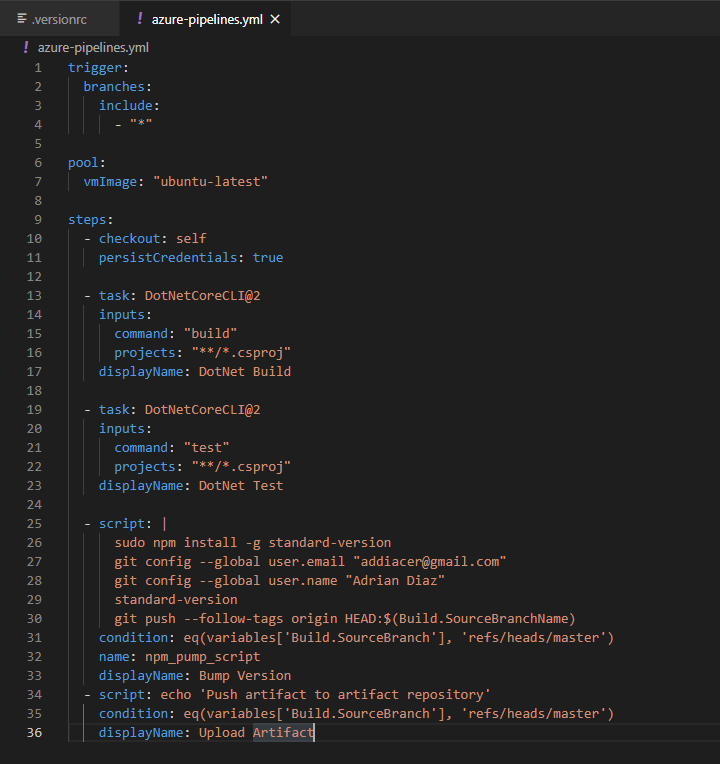 .versionrc
! azure-pipelines.yml ×
! azure-pipelines.yml
1 trigger:
2   branches:
3     include:
4       - "*"
5
6 pool:
7   vmImage: "ubuntu-latest"
8
9 steps:
10   - checkout: self
11     persistCredentials: true
12
13   - task: DotNetCoreCLI@2
14     inputs:
15       command: "build"
16       projects: "**/*.csproj"
17     displayName: DotNet Build
18
19   - task: DotNetCoreCLI@2
20     inputs:
21       command: "test"
22       projects: "**/*.csproj"
23     displayName: DotNet Test
24
25   - script: |
26       sudo npm install -g standard-version
27       git config --global user.email "addiacer@gmail.com"
28       git config --global user.name "Adrian Diaz"
29       standard-version
30       git push --follow-tags origin HEAD:$(Build.SourceBranchName)
31     condition: eq(variables['Build.SourceBranch'], 'refs/heads/master')
32     name: npm_pump_script
33     displayName: Bump Version
34   - script: echo 'Push artifact to artifact repository'
35     condition: eq(variables['Build.SourceBranch'], 'refs/heads/master')
36     displayName: Upload Artifact